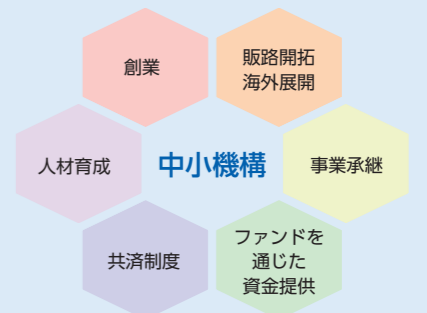 創業
販路開拓
海外展開
人材育成
中小機構
事業承継
共済制度
ファンドを
通じた
資金提供